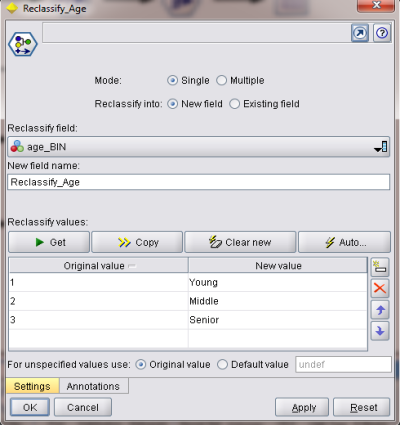 Reclassify_Age
Mode: Single Multiple
Reclassify into: New field Existing field
Reclassify field:
age_BIN
New field name:
Reclassify_Age
Reclassify values:
Get Copy Clear new Auto...
Original value New value
1 Young
2 Middle
3 Senior
For unspecified values use: Original value Default value undef
Settings Annotations
OK Cancel Apply Reset